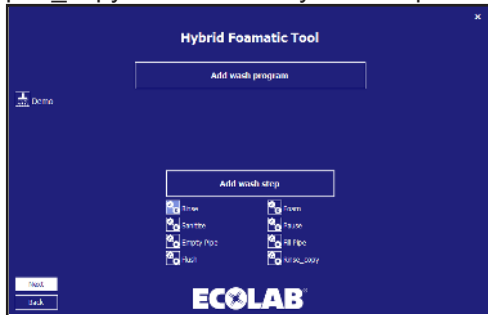 ×
Hybrid Foamatic Tool
Add wash program
Demo
Add wash step
Rinse
Foam
Sanitize
Pause
Empty Pipe
Fill Pipe
Flush
Rinse_copy
Next
Back
ECOLAB